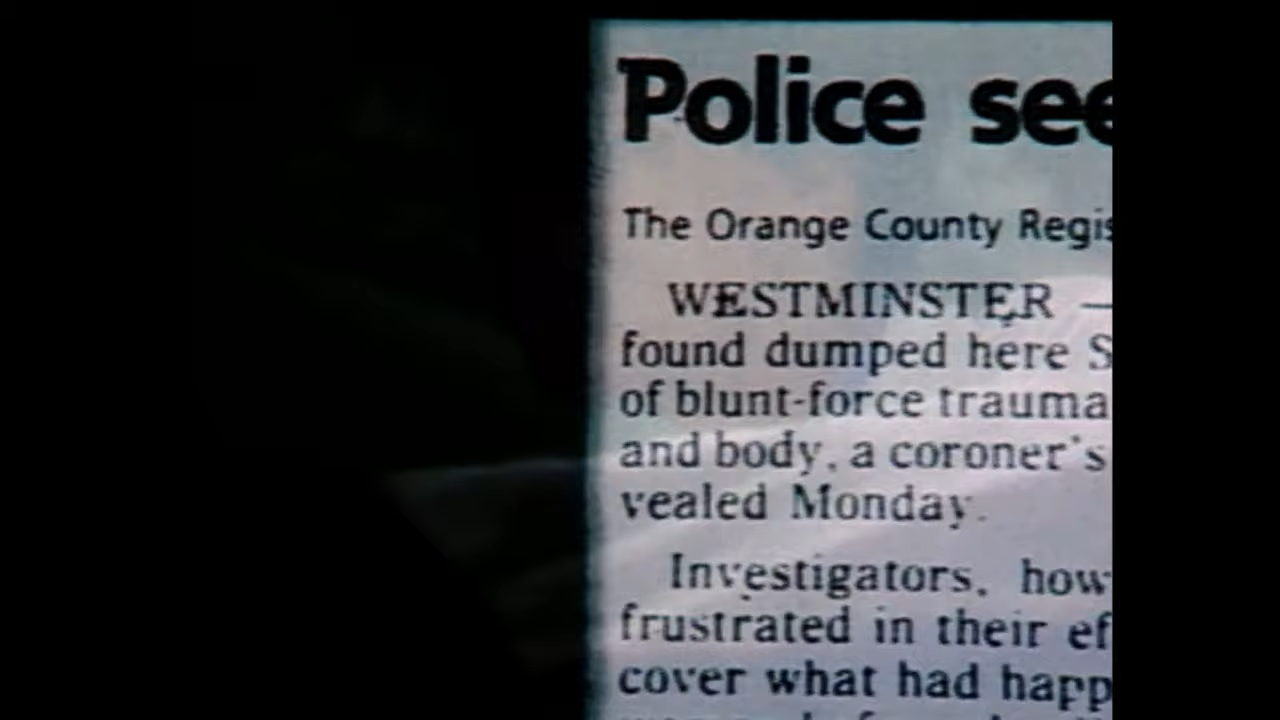 Police see
The Orange County Regis
WESTMINSTER —
found dumped here S
of blunt-force trauma
and body, a coroner's
vealed Monday.
Investigators, how
frustrated in their ef
cover what had happ